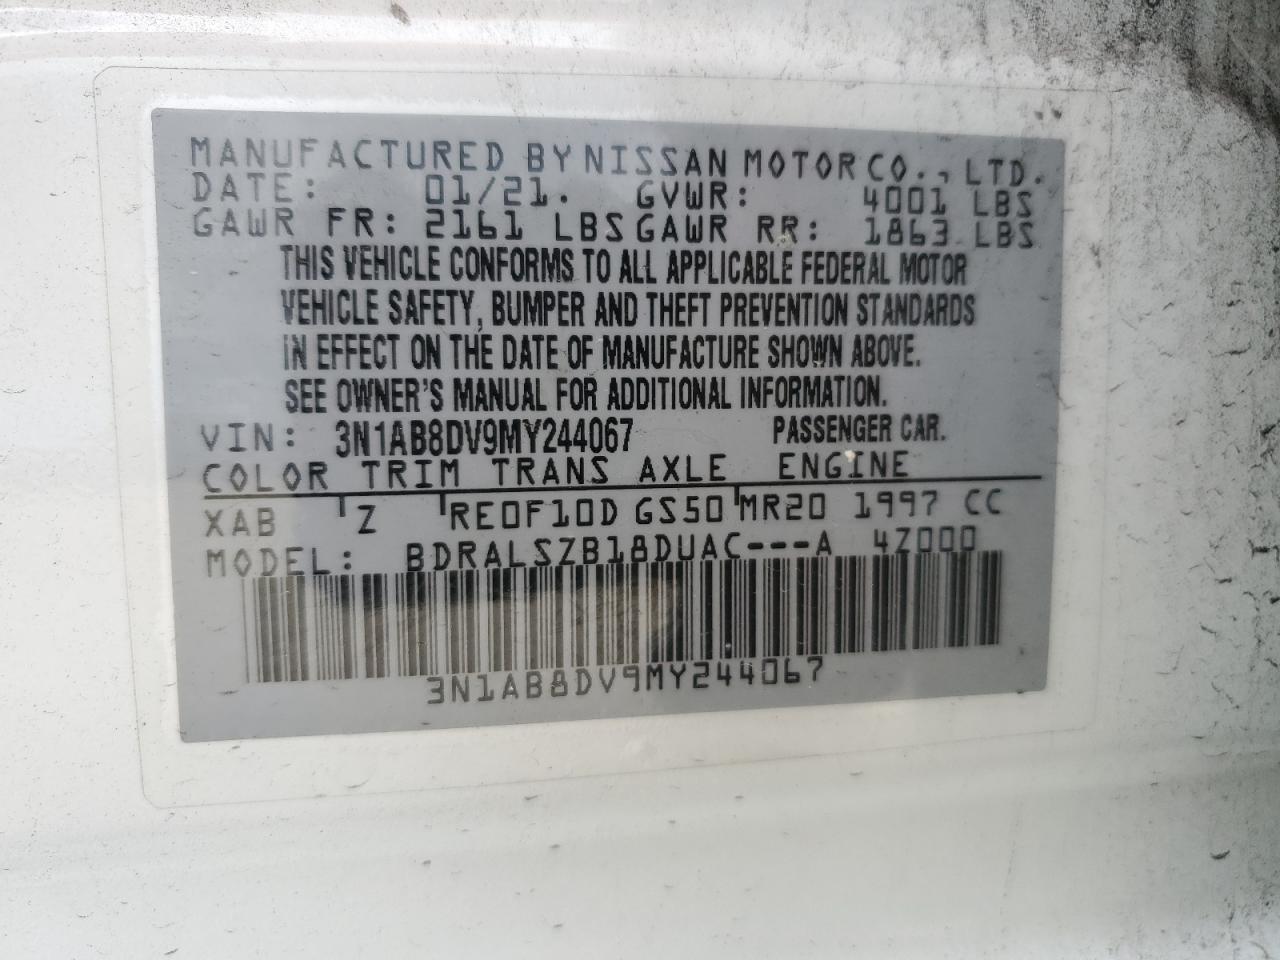 MANUFACTURED BY NISSAN MOTOR CO., LTD.
DATE: 01/21. GVWR: 4001 LBS
GAWR FR: 2161 LBS GAWR RR: 1863 LBS
THIS VEHICLE CONFORMS TO ALL APPLICABLE FEDERAL MOTOR
VEHICLE SAFETY, BUMPER AND THEFT PREVENTION STANDARDS
IN EFFECT ON THE DATE OF MANUFACTURE SHOWN ABOVE.
SEE OWNER'S MANUAL FOR ADDITIONAL INFORMATION.
VIN: 3N1AB8DV9MY244067 PASSENGER CAR.
COLOR TRIM TRANS AXLE ENGINE
XAB Z RE0F10D GS50 MR20 1997 CC
MODEL: BDRALSZB18DUAC---A 4Z000
3N1AB8DV9MY244067